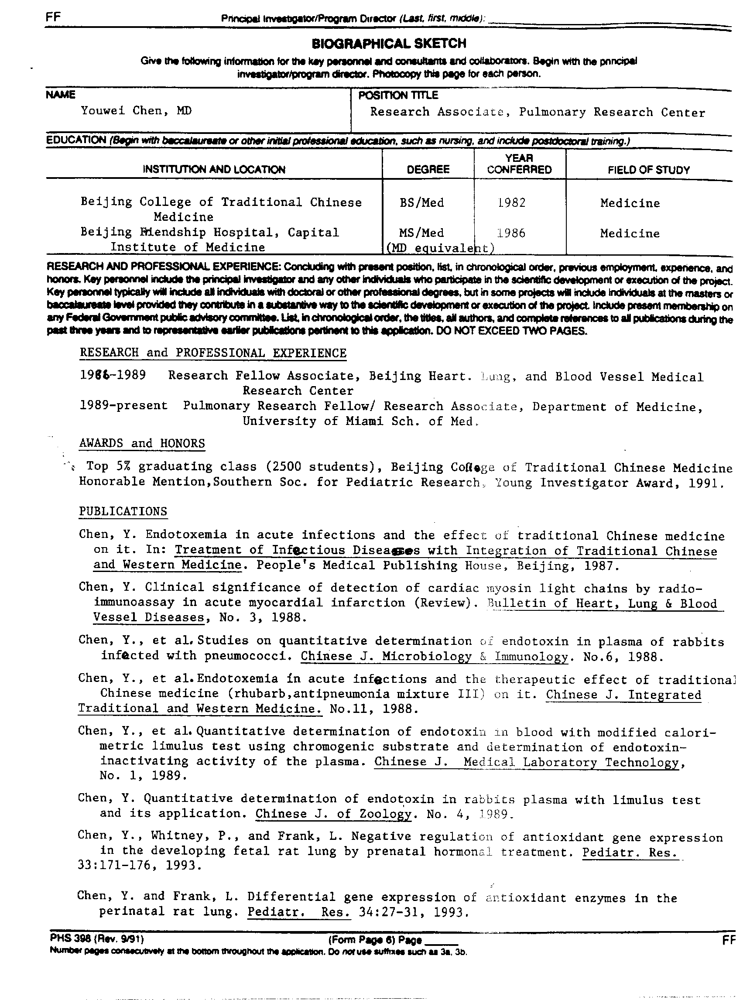 FF Principal Investigator/Program Director (Last, first, middle):
BIOGRAPHICAL SKETCH
Give the following information for the key personnel and consultants and collaborators. Begin with the principal
investigator/program director. Photocopy this page for each person.
NAME POSITION TITLE
Youwei Chen, MD Research Associate, Pulmonary Research Center
EDUCATION (Begin with baccalaureate or other initial professional education, such as nursing, and include postdoctoral training.)
INSTITUTION AND LOCATION DEGREE YEAR CONFERRED FIELD OF STUDY
Beijing College of Traditional Chinese BS/Med 1982 Medicine
Medicine
Beijing Friendship Hospital, Capital MS/Med 1986 Medicine
Institute of Medicine (MD equivalent)
RESEARCH AND PROFESSIONAL EXPERIENCE: Concluding with present position, list, in chronological order, previous employment, experience, and
honors. Key personnel include the principal investigator and any other individuals who participate in the scientific development or execution of the project.
Key personnel typically will include all individuals with doctoral or other professional degrees, but in some projects will include individuals at the masters or
baccalaureate level provided they contribute in a substantive way to the scientific development or execution of the project. Include present membership on
any Federal Government public advisory committee. List, in chronological order, the titles, all authors, and complete references to all publications during the
past three years and to representative earlier publications pertinent to this application. DO NOT EXCEED TWO PAGES.
RESEARCH and PROFESSIONAL EXPERIENCE
1986-1989 Research Fellow Associate, Beijing Heart. Lung, and Blood Vessel Medical
Research Center
1989-present Pulmonary Research Fellow/ Research Associate, Department of Medicine,
University of Miami Sch. of Med.
AWARDS and HONORS
Top 5% graduating class (2500 students), Beijing College of Traditional Chinese Medicine
Honorable Mention,Southern Soc. for Pediatric Research, Young Investigator Award, 1991.
PUBLICATIONS
Chen, Y. Endotoxemia in acute infections and the effect of traditional Chinese medicine
on it. In: Treatment of Infectious Diseases with Integration of Traditional Chinese
and Western Medicine. People's Medical Publishing House, Beijing, 1987.
Chen, Y. Clinical significance of detection of cardiac myosin light chains by radio-
immunoassay in acute myocardial infarction (Review). Bulletin of Heart, Lung & Blood
Vessel Diseases, No. 3, 1988.
Chen, Y., et al. Studies on quantitative determination of endotoxin in plasma of rabbits
infected with pneumococci. Chinese J. Microbiology & Immunology. No.6, 1988.
Chen, Y., et al.Endotoxemia in acute infections and the therapeutic effect of traditional
Chinese medicine (rhubarb,antipneumonia mixture III) on it. Chinese J. Integrated
Traditional and Western Medicine. No.11, 1988.
Chen, Y., et al. Quantitative determination of endotoxin in blood with modified calori-
metric limulus test using chromogenic substrate and determination of endotoxin-
inactivating activity of the plasma. Chinese J. Medical Laboratory Technology,
No. 1, 1989.
Chen, Y. Quantitative determination of endotoxin in rabbits plasma with limulus test
and its application. Chinese J. of Zoology. No. 4, 1989.
Chen, Y., Whitney, P., and Frank, L. Negative regulation of antioxidant gene expression
in the developing fetal rat lung by prenatal hormonal treatment. Pediatr. Res.
33:171-176, 1993.
Chen, Y. and Frank, L. Differential gene expression of antioxidant enzymes in the
perinatal rat lung. Pediatr. Res. 34:27-31, 1993.
PHS 398 (Rev. 9/91) (Form Page 6) Page FF
Number pages consecutively at the bottom throughout the application. Do not use suffixes such as 3a, 3b.